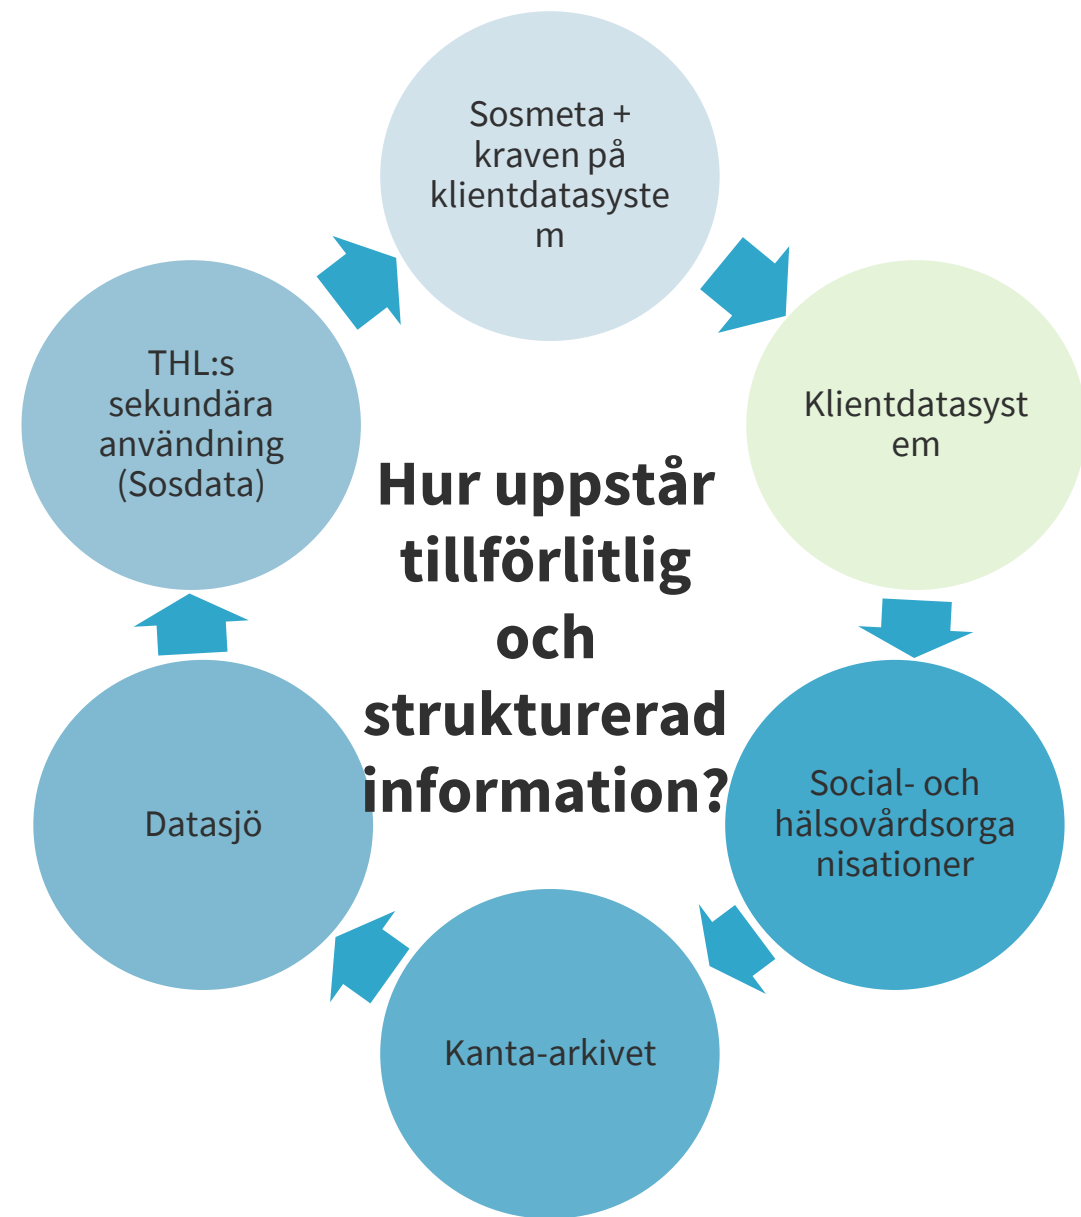 Sosmeta +
kraven på
klientdatasyste
m
Klientdatasyst
em
Social- och
hälsovårdsorga
nisationer
Kanta-arkivet
Datasjö
THL:s
sekundära
användning
(Sosdata)
Hur uppstår
tillförlitlig
och
strukturerad
information?